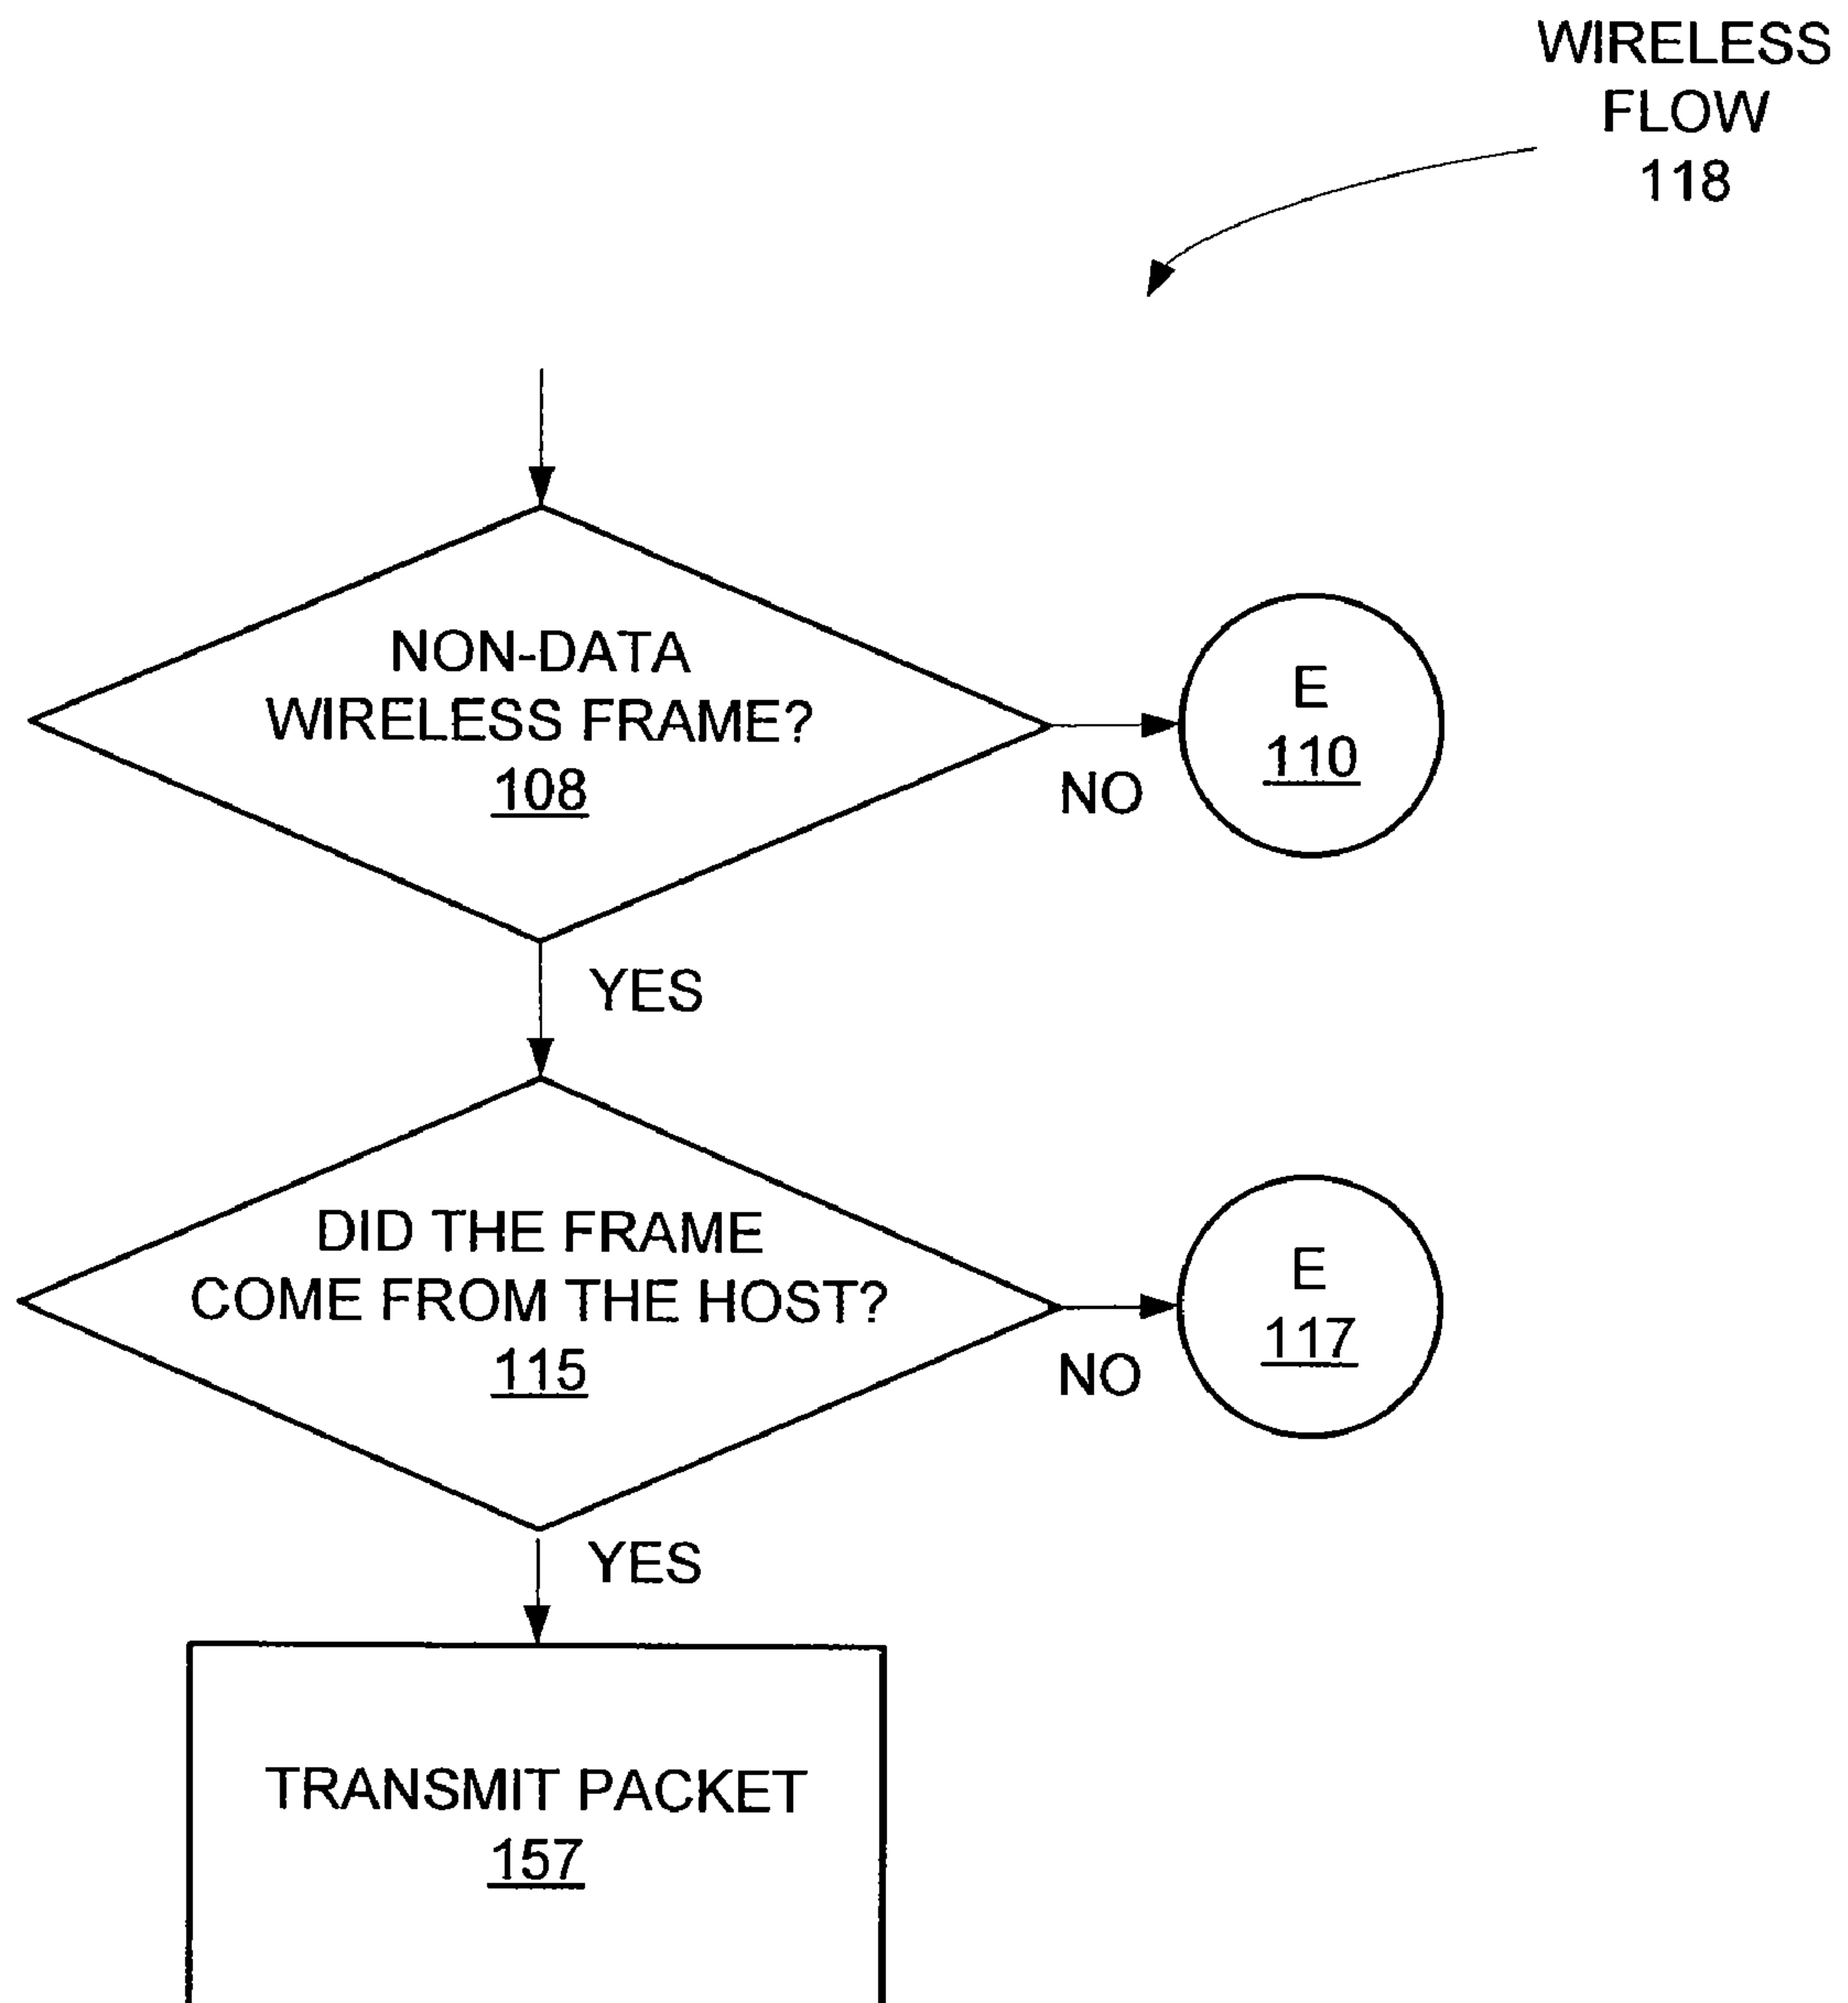 WIRELESS
FLOW
118
NON-DATA
WIRELESS FRAME?
108
NO
E
110
YES
DID THE FRAME
COME FROM THE HOST?
115
NO
E
117
YES
TRANSMIT PACKET
157